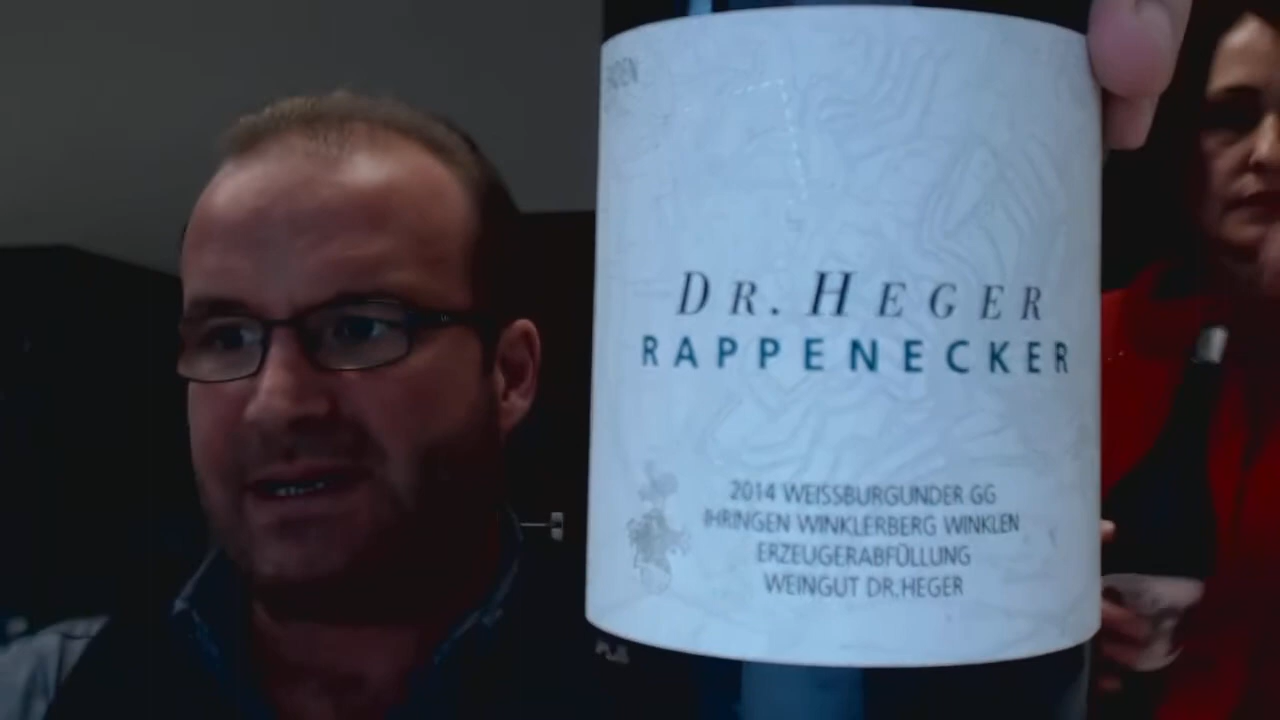 DR. HEGER
RAPPENECKER
2014 WEISSBURGUNDER GG
IHRINGEN WINKLERBERG WINKLEN
ERZEUGERABFÜLLUNG
WEINGUT DR.HEGER